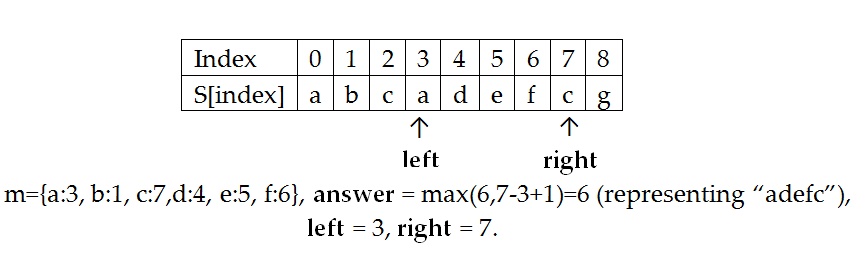 Index 0 1 2 3 4 5 6 7 8
S[index] a b c a d e f c g
↑ ↑
left right
m={a:3, b:1, c:7,d:4, e:5, f:6}, answer = max(6,7-3+1)=6 (representing “adefc”),
left = 3, right = 7.